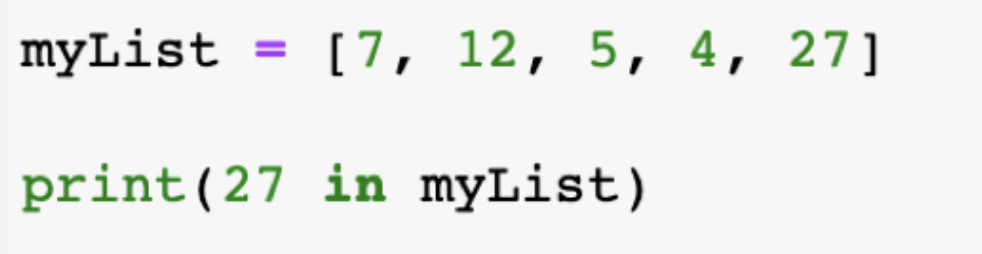 myList = [7, 12, 5, 4, 27]
print(27 in myList)